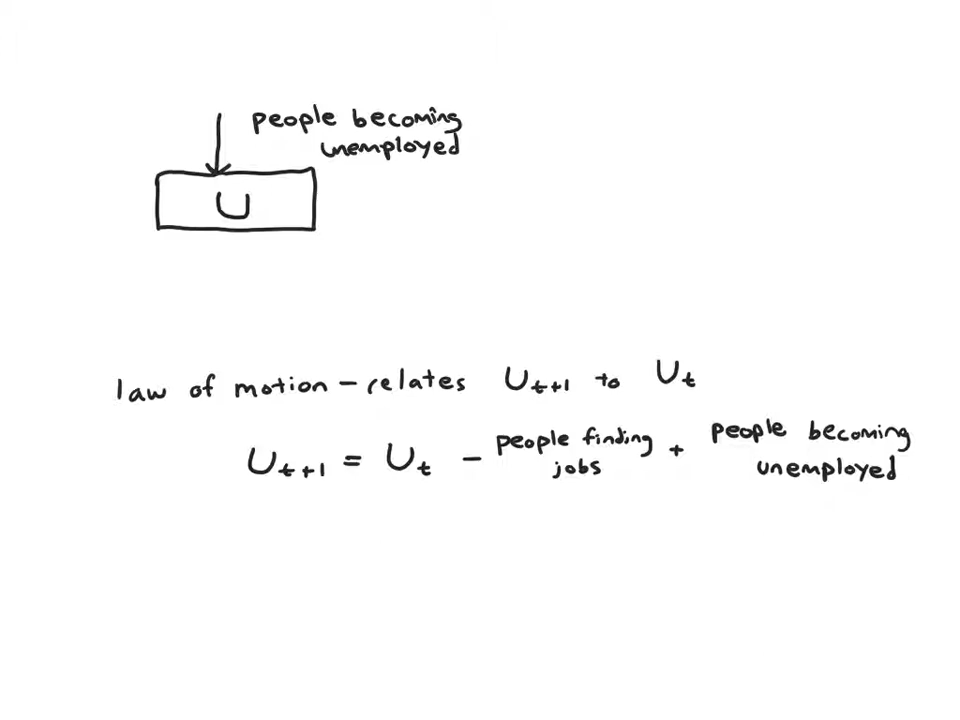 people becoming
unemployed
U
law of motion – relates U_{t+1} to U_t
U_{t+1} = U_t – people finding jobs + people becoming unemployed